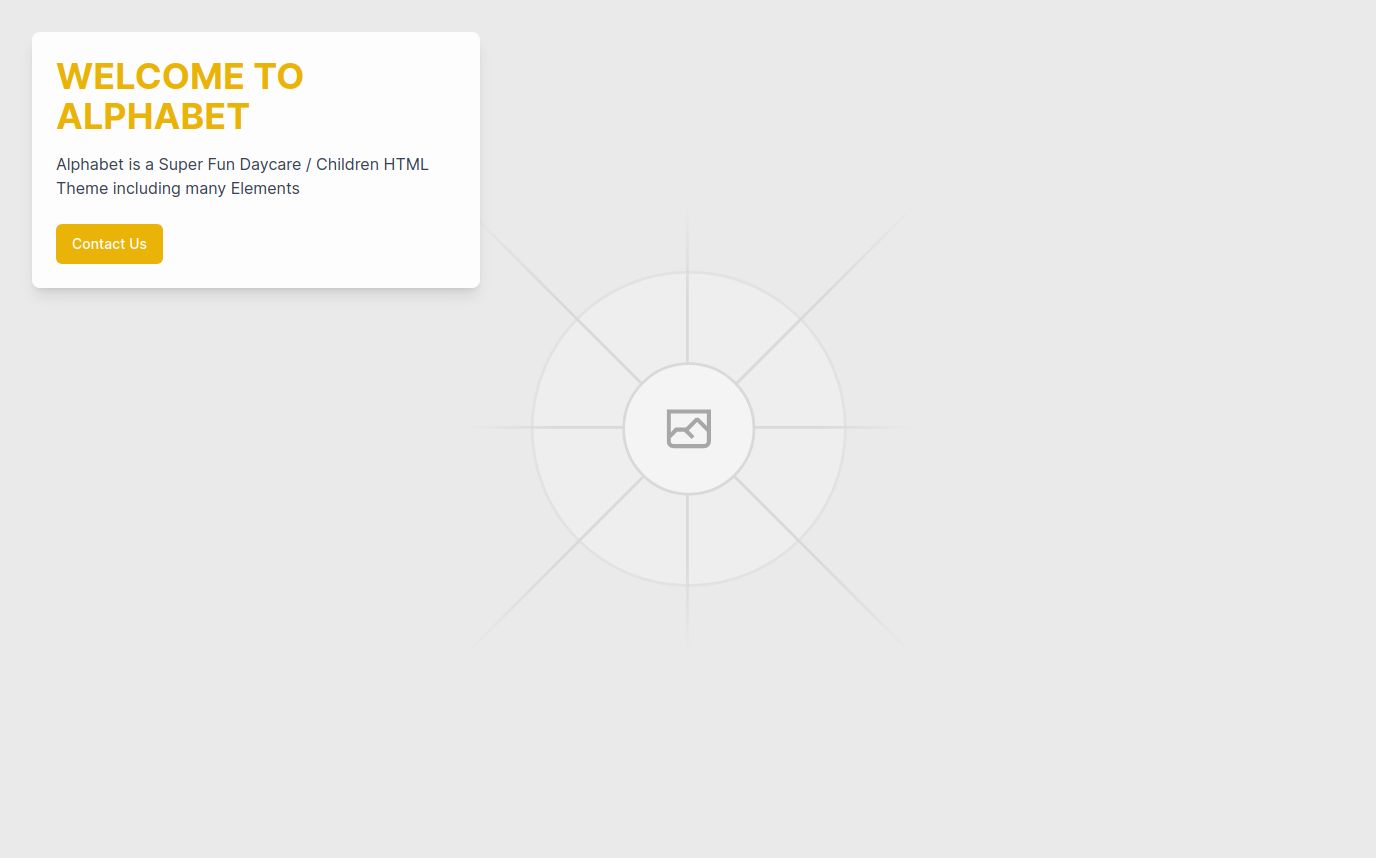 WELCOME TO
ALPHABET
Alphabet is a Super Fun Daycare / Children HTML
Theme including many Elements
Contact Us